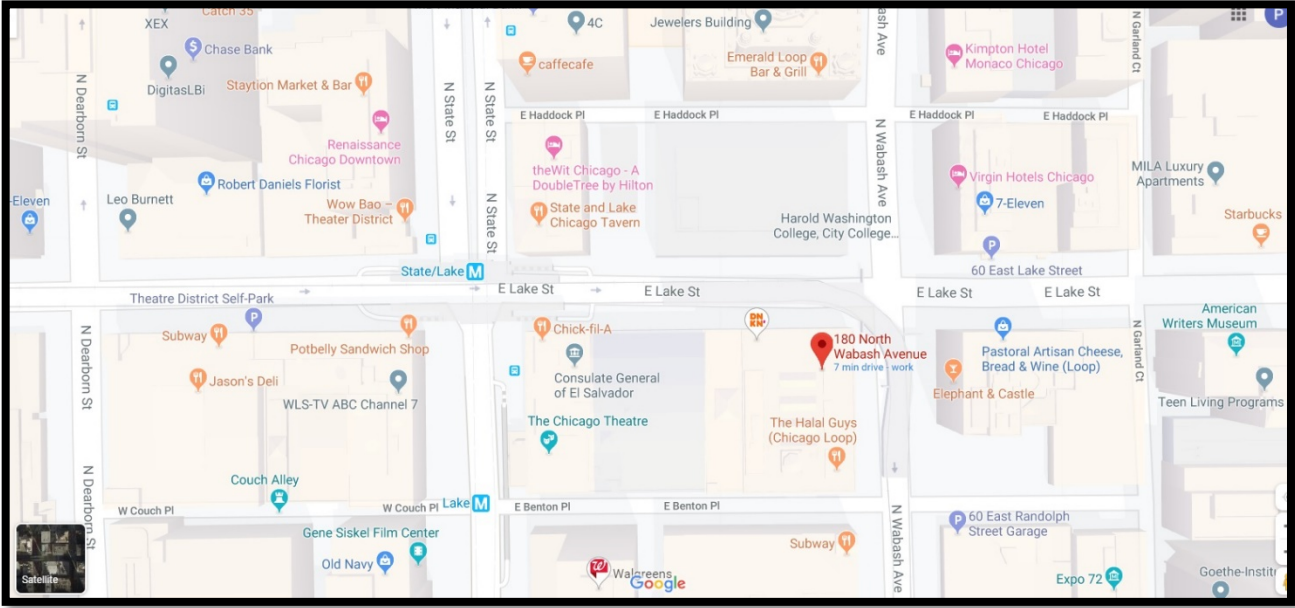 Catch 35
XEX
4C
Jewelers Building
N Wabash Ave
N Garland Ct
P
Chase Bank
caffecafe
Emerald Loop
Bar & Grill
Kimpton Hotel
Monaco Chicago
N Dearborn St
DigitasLBi
Staytion Market & Bar
N State St
N State St
E Haddock Pl
E Haddock Pl
E Haddock Pl
E Haddock Pl
Renaissance
Chicago Downtown
theWit Chicago - A
DoubleTree by Hilton
N Wabash Ave
Virgin Hotels Chicago
MILA Luxury
Apartments
Robert Daniels Florist
-Eleven
Leo Burnett
Wow Bao –
Theater District
N State St
State and Lake
Chicago Tavern
Harold Washington
College, City College...
7-Eleven
Starbucks
P
60 East Lake Street
State/Lake M
E Lake St
E Lake St
E Lake St
E Lake St
Theatre District Self-Park
P
American
Writers Museum
Subway
Potbelly Sandwich Shop
Chick-fil-A
DN
KN'
180 North
Wabash Avenue
7 min drive - work
Pastoral Artisan Cheese,
Bread & Wine (Loop)
N Dearborn St
N Garland Ct
Jason's Deli
WLS-TV ABC Channel 7
Consulate General
of El Salvador
Elephant & Castle
Teen Living Programs
The Chicago Theatre
The Halal Guys
(Chicago Loop)
Couch Alley
N Dearborn St
W Couch Pl
W Couch Pl
Lake M
E Benton Pl
E Benton Pl
N Wabash Ave
P
60 East Randolph
Street Garage
Gene Siskel Film Center
Old Navy
Subway
Walgreens
Google
Expo 72
Goethe-Institu
Satellite